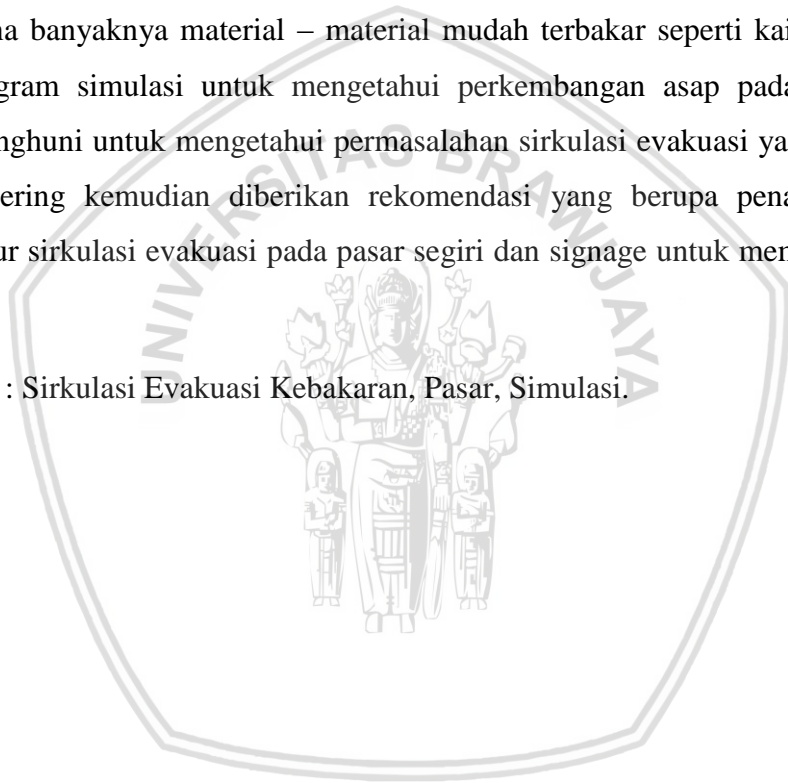 na banyaknya material – material mudah terbakar seperti kai
gram simulasi untuk mengetahui perkembangan asap pada
nghuni untuk mengetahui permasalahan sirkulasi evakuasi ya
ering kemudian diberikan rekomendasi yang berupa pena
ur sirkulasi evakuasi pada pasar segiri dan signage untuk men
: Sirkulasi Evakuasi Kebakaran, Pasar, Simulasi.
UNIVERSITAS BRAWIJAYA